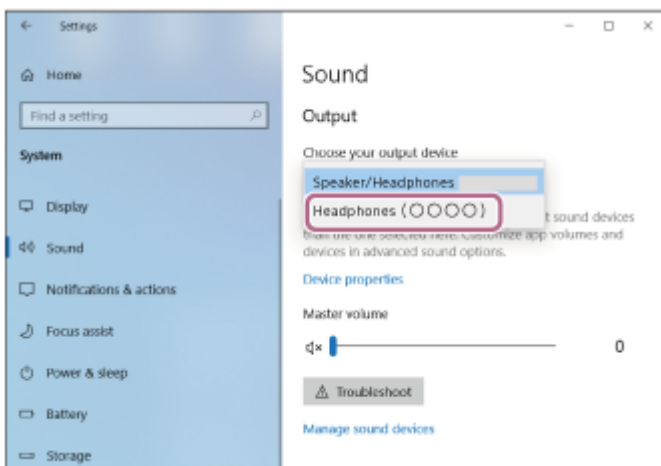 Settings
Home
Find a setting
System
Display
Sound
Notifications & actions
Focus assist
Power & sleep
Battery
Storage
Sound
Output
Choose your output device
Speaker/Headphones
Headphones (○○○○)
t sound devices
than the one selected here. Customize app volumes and
devices in advanced sound options.
Device properties
Master volume
0
Troubleshoot
Manage sound devices